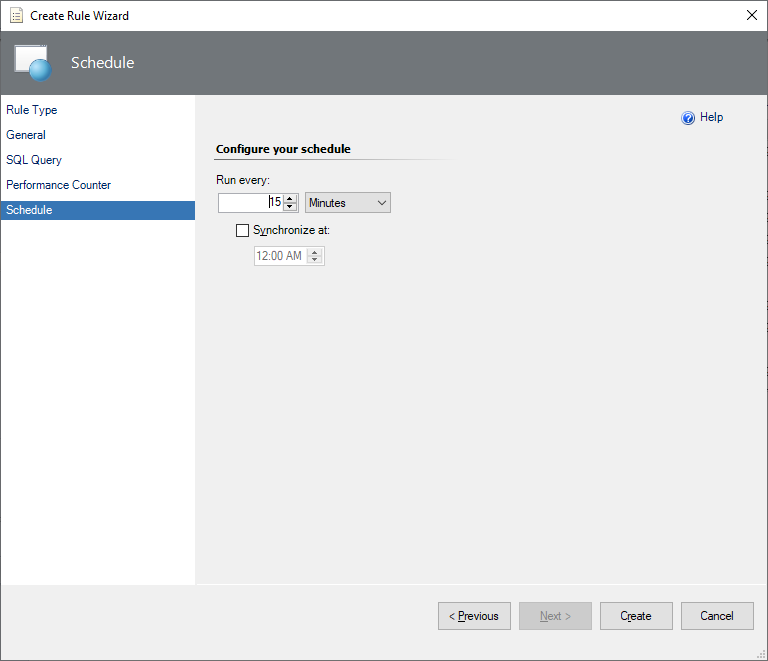 Create Rule Wizard
Schedule
Rule Type
General
SQL Query
Performance Counter
Schedule
Help
Configure your schedule
Run every:
15 Minutes
Synchronize at:
12:00 AM
< Previous Next > Create Cancel